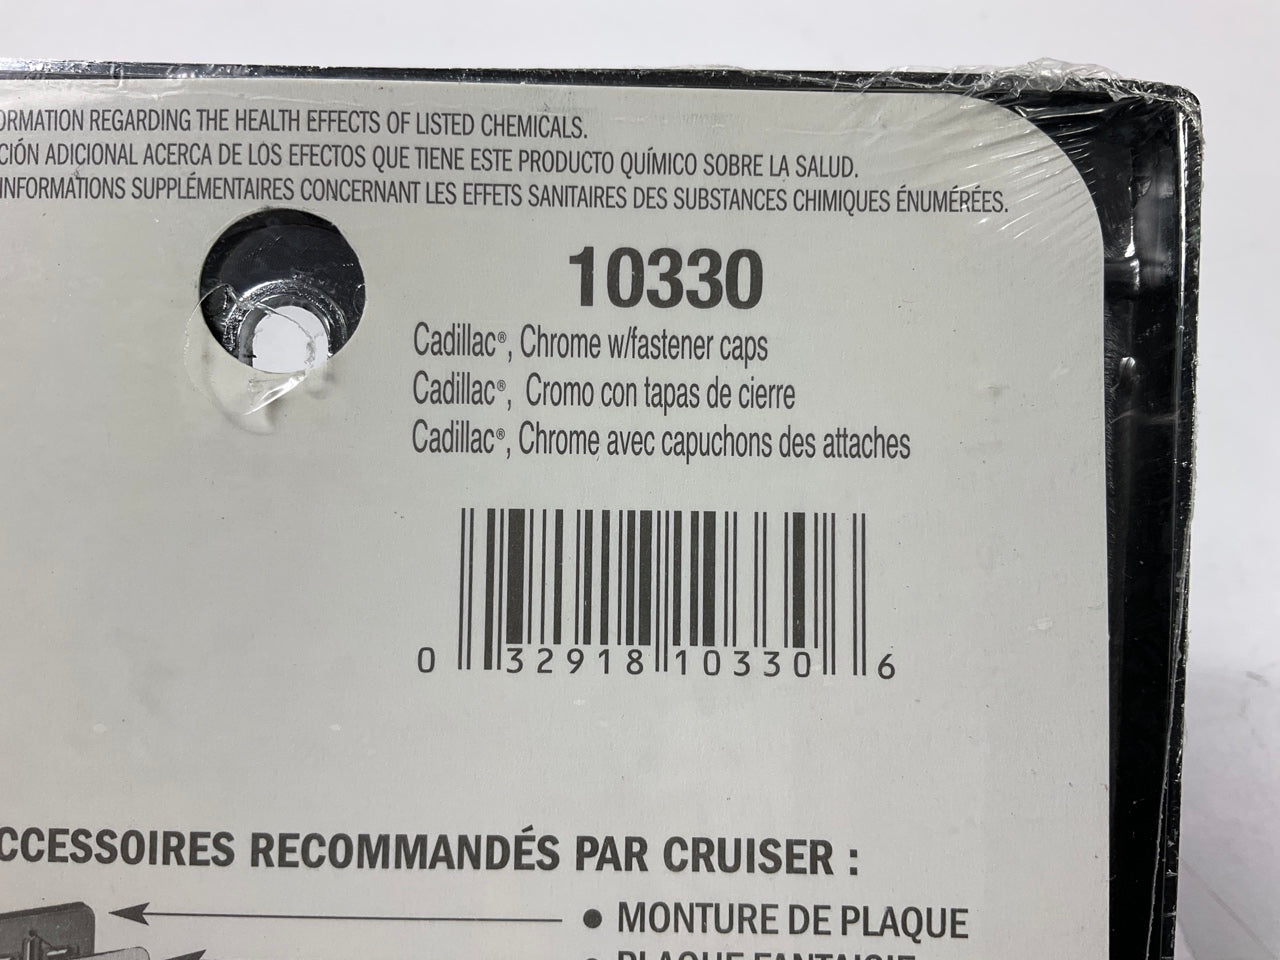 ORMATION REGARDING THE HEALTH EFFECTS OF LISTED CHEMICALS.
CIÓN ADICIONAL ACERCA DE LOS EFECTOS QUE TIENE ESTE PRODUCTO QUÍMICO SOBRE LA SALUD.
INFORMATIONS SUPPLÉMENTAIRES CONCERNANT LES EFFETS SANITAIRES DES SUBSTANCES CHIMIQUES ÉNUMÉRÉES.
10330
Cadillac®, Chrome w/fastener caps
Cadillac®, Cromo con tapas de cierre
Cadillac®, Chrome avec capuchons des attaches
0 32918 10330 6
CCESSOIRES RECOMMANDÉS PAR CRUISER :
● MONTURE DE PLAQUE
● PLAQUE FANTAISIE